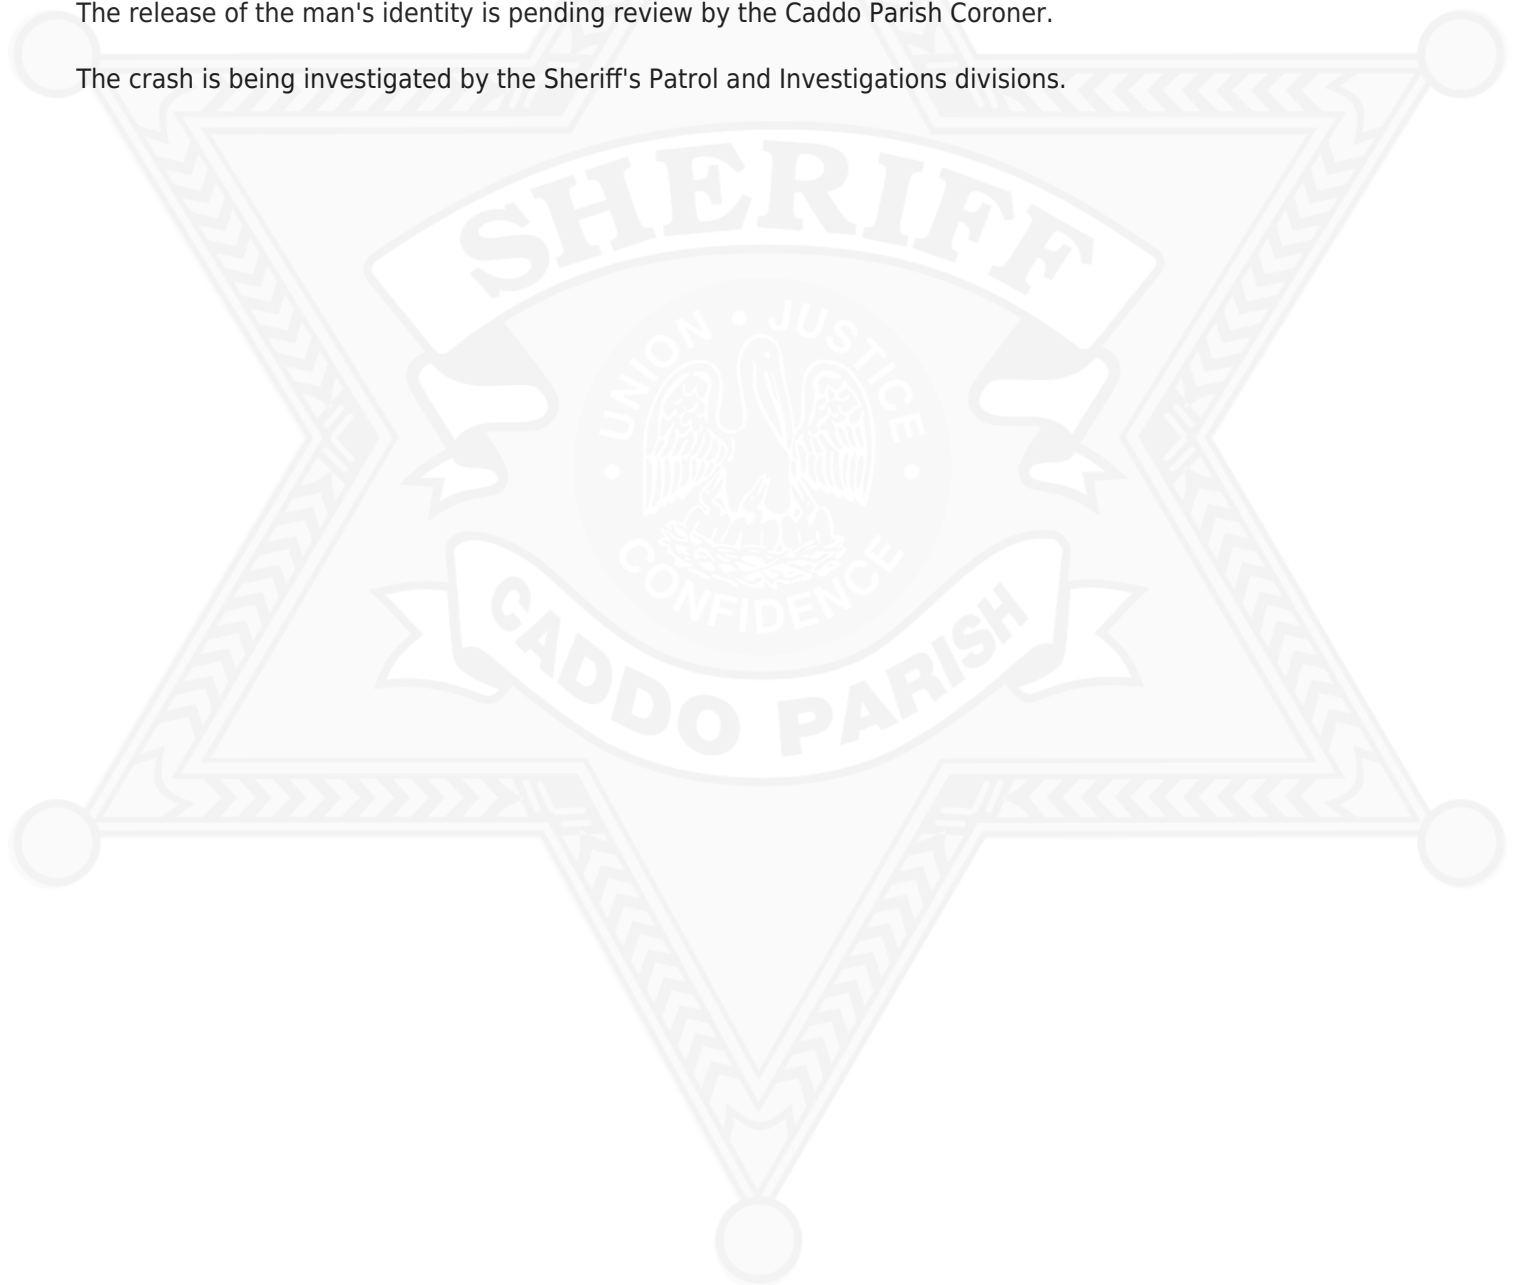 The release of the man's identity is pending review by the Caddo Parish Coroner.
The crash is being investigated by the Sheriff's Patrol and Investigations divisions.
SHERIFF
UNION • JUSTICE
• CONFIDENCE •
CADDO PARISH